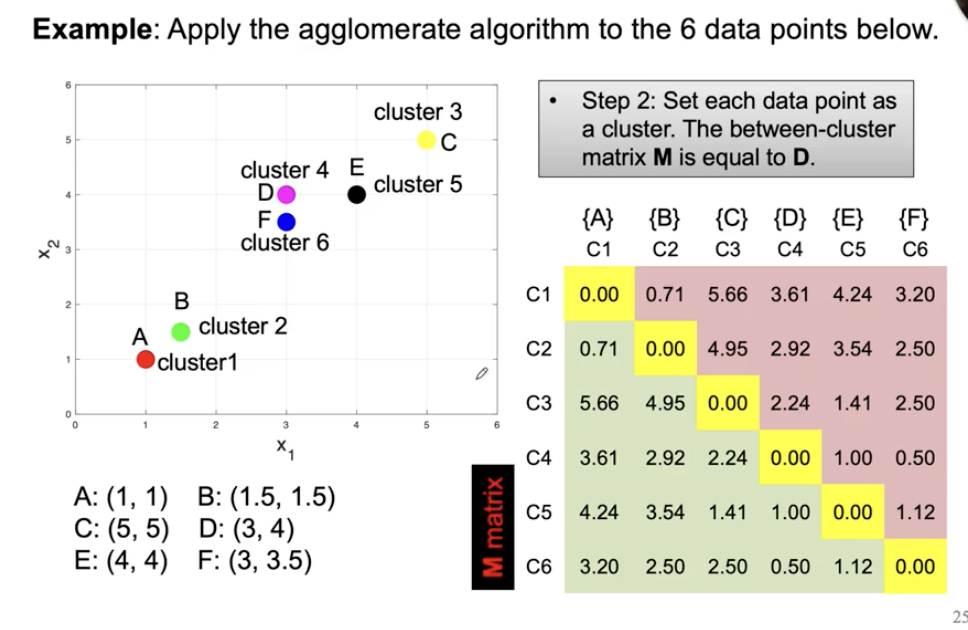 Example: Apply the agglomerate algorithm to the 6 data points below.
• Step 2: Set each data point as
a cluster. The between-cluster
matrix M is equal to D.
6
5
4
3
2
1
0
0 1 2 3 4 5 6
x2
x1
cluster 3
C
cluster 4 E
D cluster 5
F
cluster 6
B
cluster 2
A
cluster1
A: (1, 1) B: (1.5, 1.5)
C: (5, 5) D: (3, 4)
E: (4, 4) F: (3, 3.5)
M matrix
{A} {B} {C} {D} {E} {F}
C1 C2 C3 C4 C5 C6
C1 0.00 0.71 5.66 3.61 4.24 3.20
C2 0.71 0.00 4.95 2.92 3.54 2.50
C3 5.66 4.95 0.00 2.24 1.41 2.50
C4 3.61 2.92 2.24 0.00 1.00 0.50
C5 4.24 3.54 1.41 1.00 0.00 1.12
C6 3.20 2.50 2.50 0.50 1.12 0.00
25